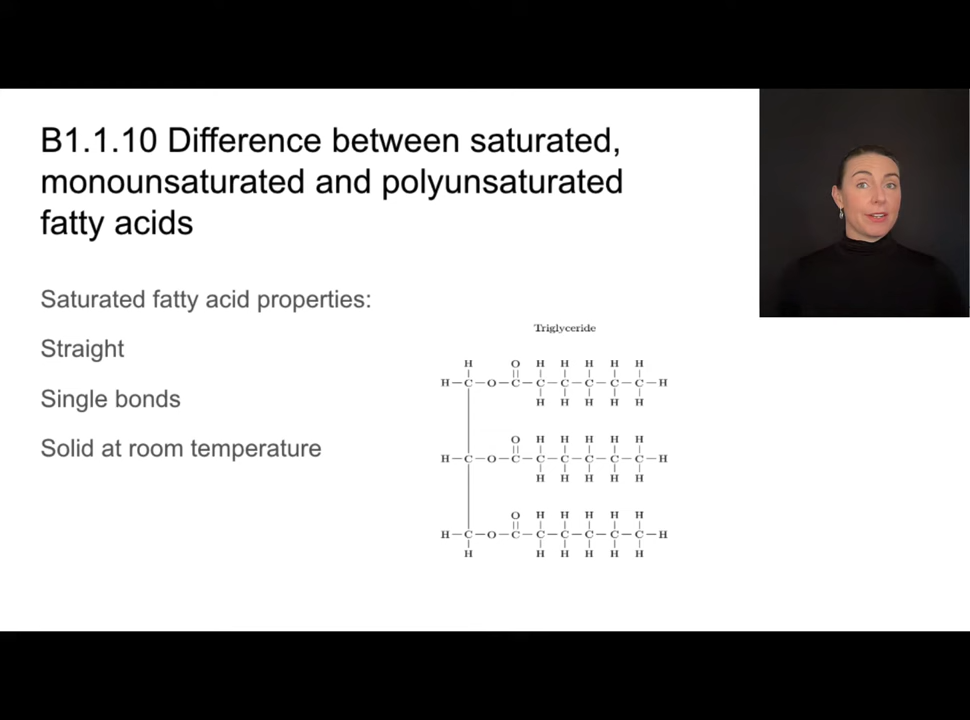 B1.1.10 Difference between saturated,
monounsaturated and polyunsaturated
fatty acids
Saturated fatty acid properties:
Straight
Single bonds
Solid at room temperature
Triglyceride
H O H H H H H
H–C–O–C–C–C–C–C–C–H
H H H H H
O H H H H H
H–C–O–C–C–C–C–C–C–H
H H H H H
O H H H H H
H–C–O–C–C–C–C–C–C–H
H H H H H H